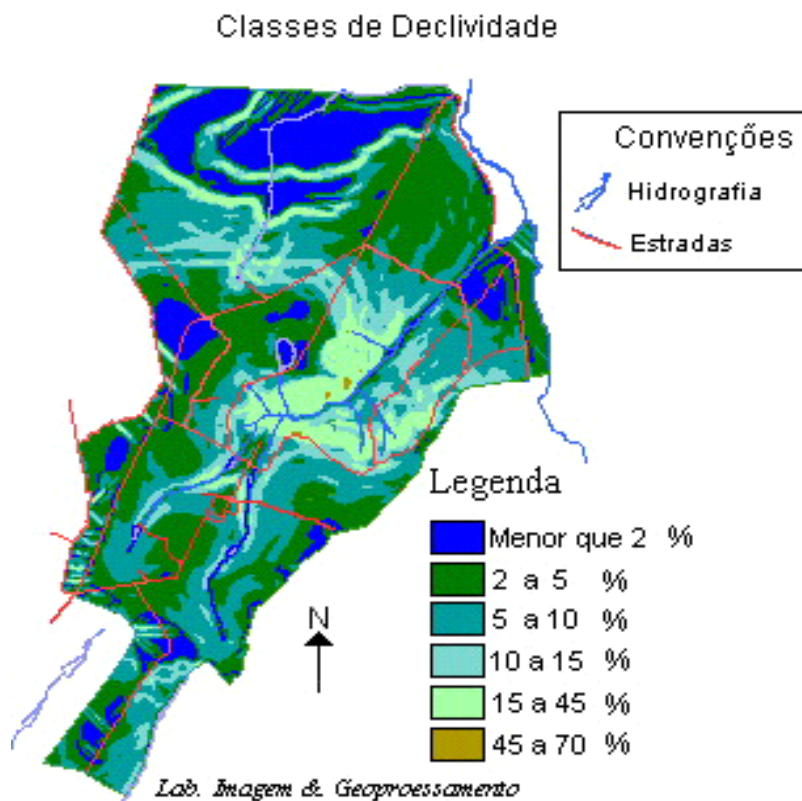 Classes de Declividade
Convenções
Hidrografia
Estradas
Legenda
Menor que 2 %
2 a 5 %
5 a 10 %
10 a 15 %
15 a 45 %
45 a 70 %
N
Lab. Imagem & Geoproessamento